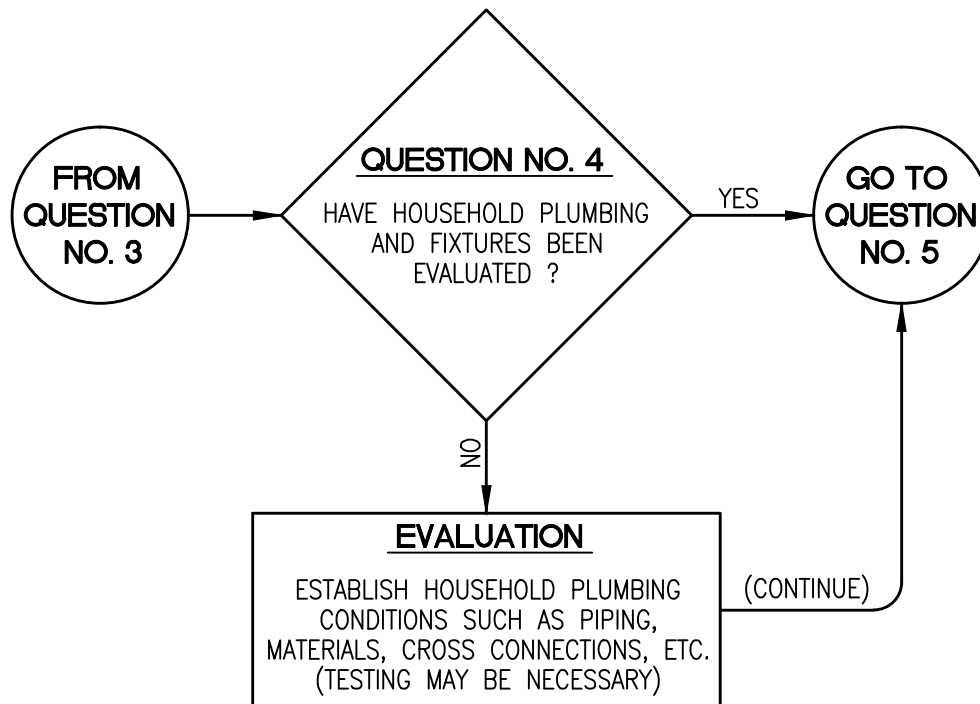 FROM
QUESTION
NO. 3
QUESTION NO. 4
HAVE HOUSEHOLD PLUMBING
AND FIXTURES BEEN
EVALUATED ?
YES
GO TO
QUESTION
NO. 5
NO
EVALUATION
ESTABLISH HOUSEHOLD PLUMBING
CONDITIONS SUCH AS PIPING,
MATERIALS, CROSS CONNECTIONS, ETC.
(TESTING MAY BE NECESSARY)
(CONTINUE)